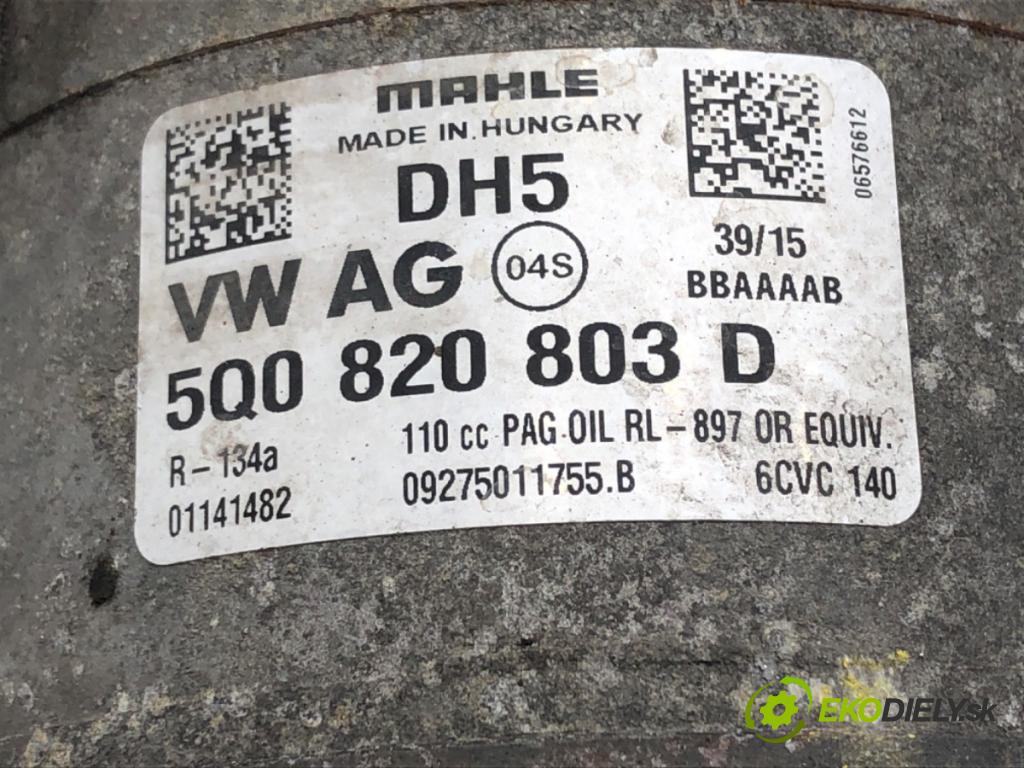 MAHLE
MADE IN HUNGARY
06576612
DH5
39/15
VW AG 04S
BBAAAAB
5Q0 820 803 D
110 cc PAG OIL RL-897 OR EQUIV.
R-134a
09275011755.B 6CVC 140
01141482
EKODIELY.sk